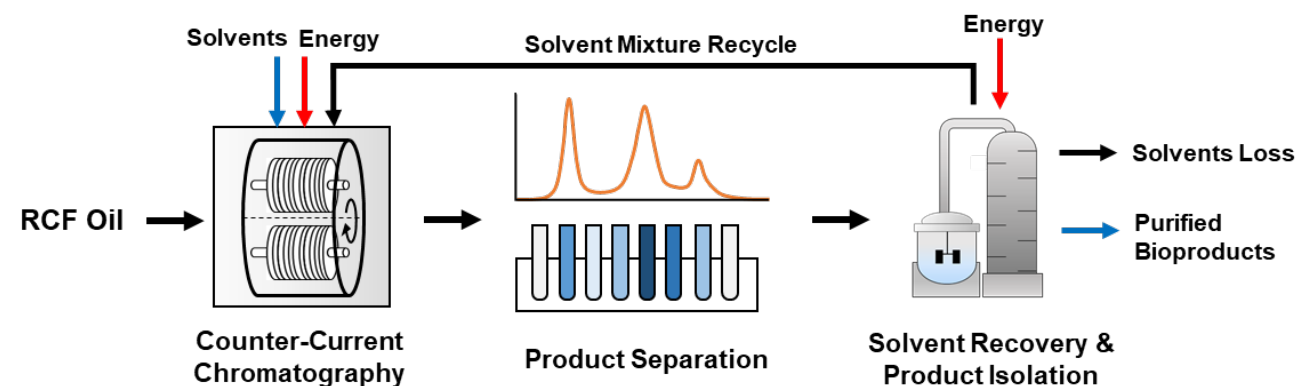 Solvents Energy
Solvent Mixture Recycle
Energy
RCF Oil
Solvents Loss
Purified
Bioproducts
Counter-Current
Chromatography
Product Separation
Solvent Recovery &
Product Isolation